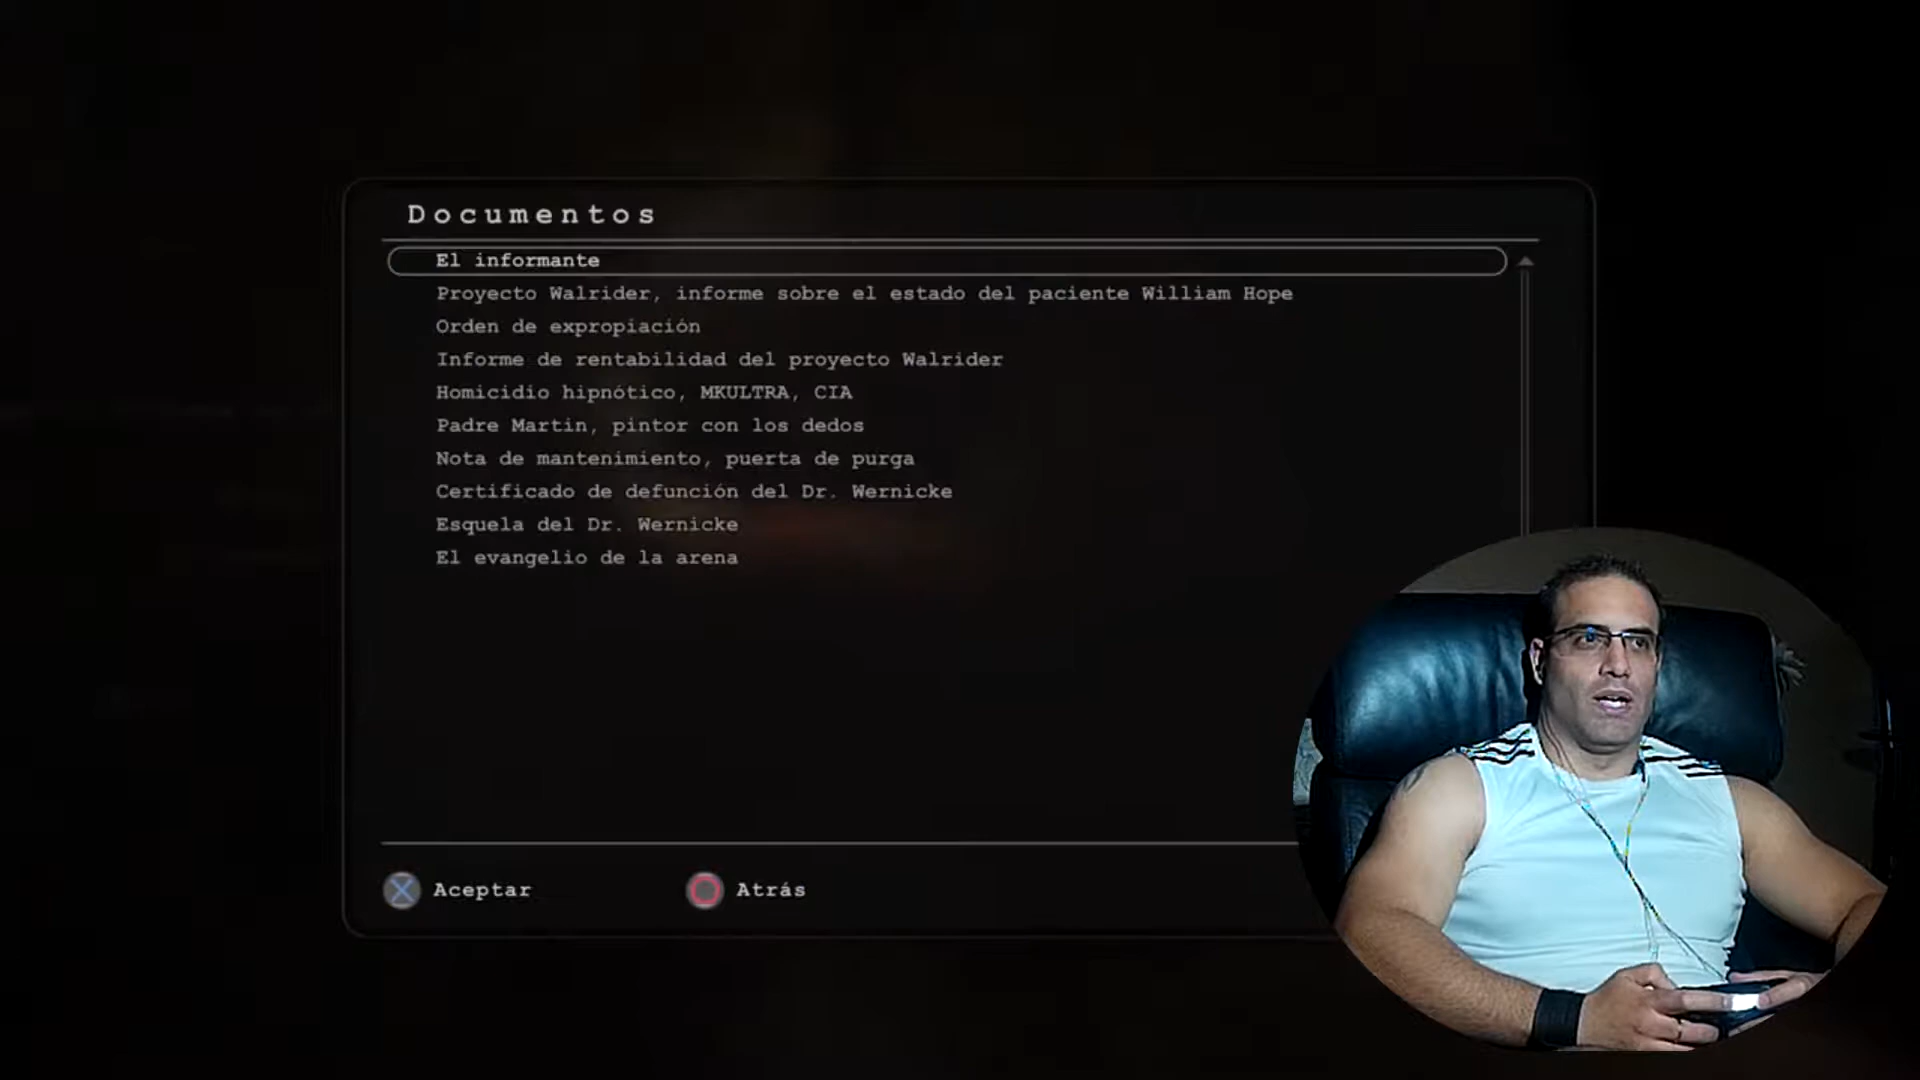 Documentos
El informante
Proyecto Walrider, informe sobre el estado del paciente William Hope
Orden de expropiación
Informe de rentabilidad del proyecto Walrider
Homicidio hipnótico, MKULTRA, CIA
Padre Martin, pintor con los dedos
Nota de mantenimiento, puerta de purga
Certificado de defunción del Dr. Wernicke
Esquela del Dr. Wernicke
El evangelio de la arena
Aceptar
Atrás